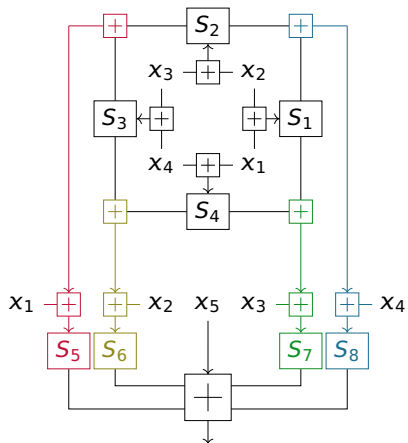 + S₂ +
x₃ + x₂
S₃ + + S₁
x₄ + x₁
+ S₄ +
x₁ + + x₂ x₅ x₃ + + x₄
S₅ S₆ S₇ S₈
+